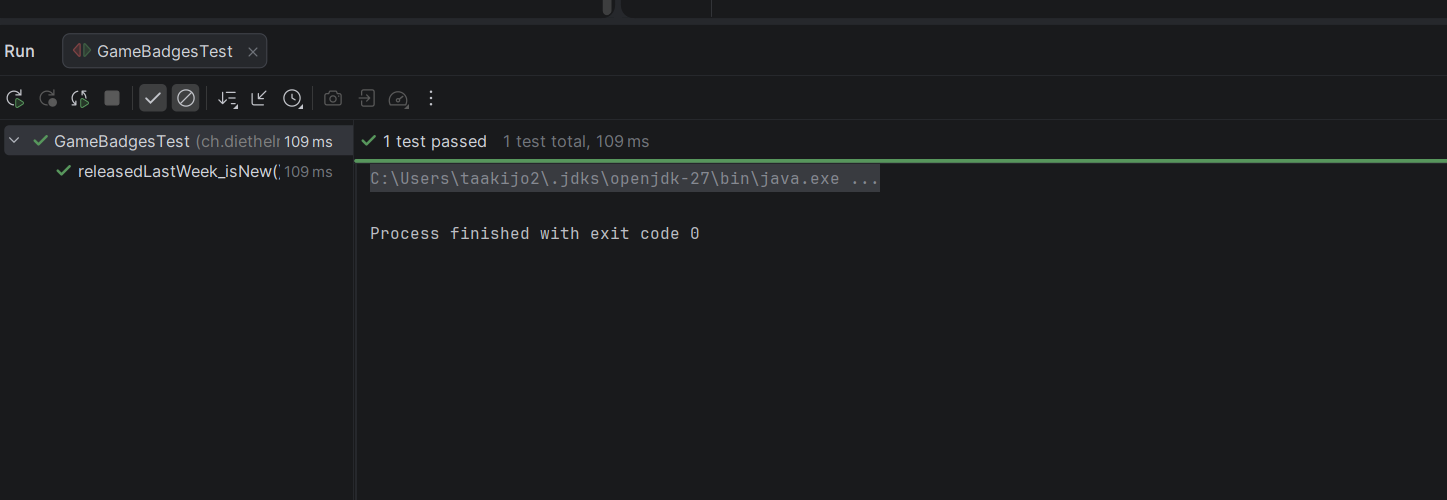 Run GameBadgesTest
GameBadgesTest (ch.diethelr 109 ms
1 test passed 1 test total, 109 ms
releasedLastWeek_isNew( 109 ms
C:\Users\taakijo2\.jdks\openjdk-27\bin\java.exe ...
Process finished with exit code 0